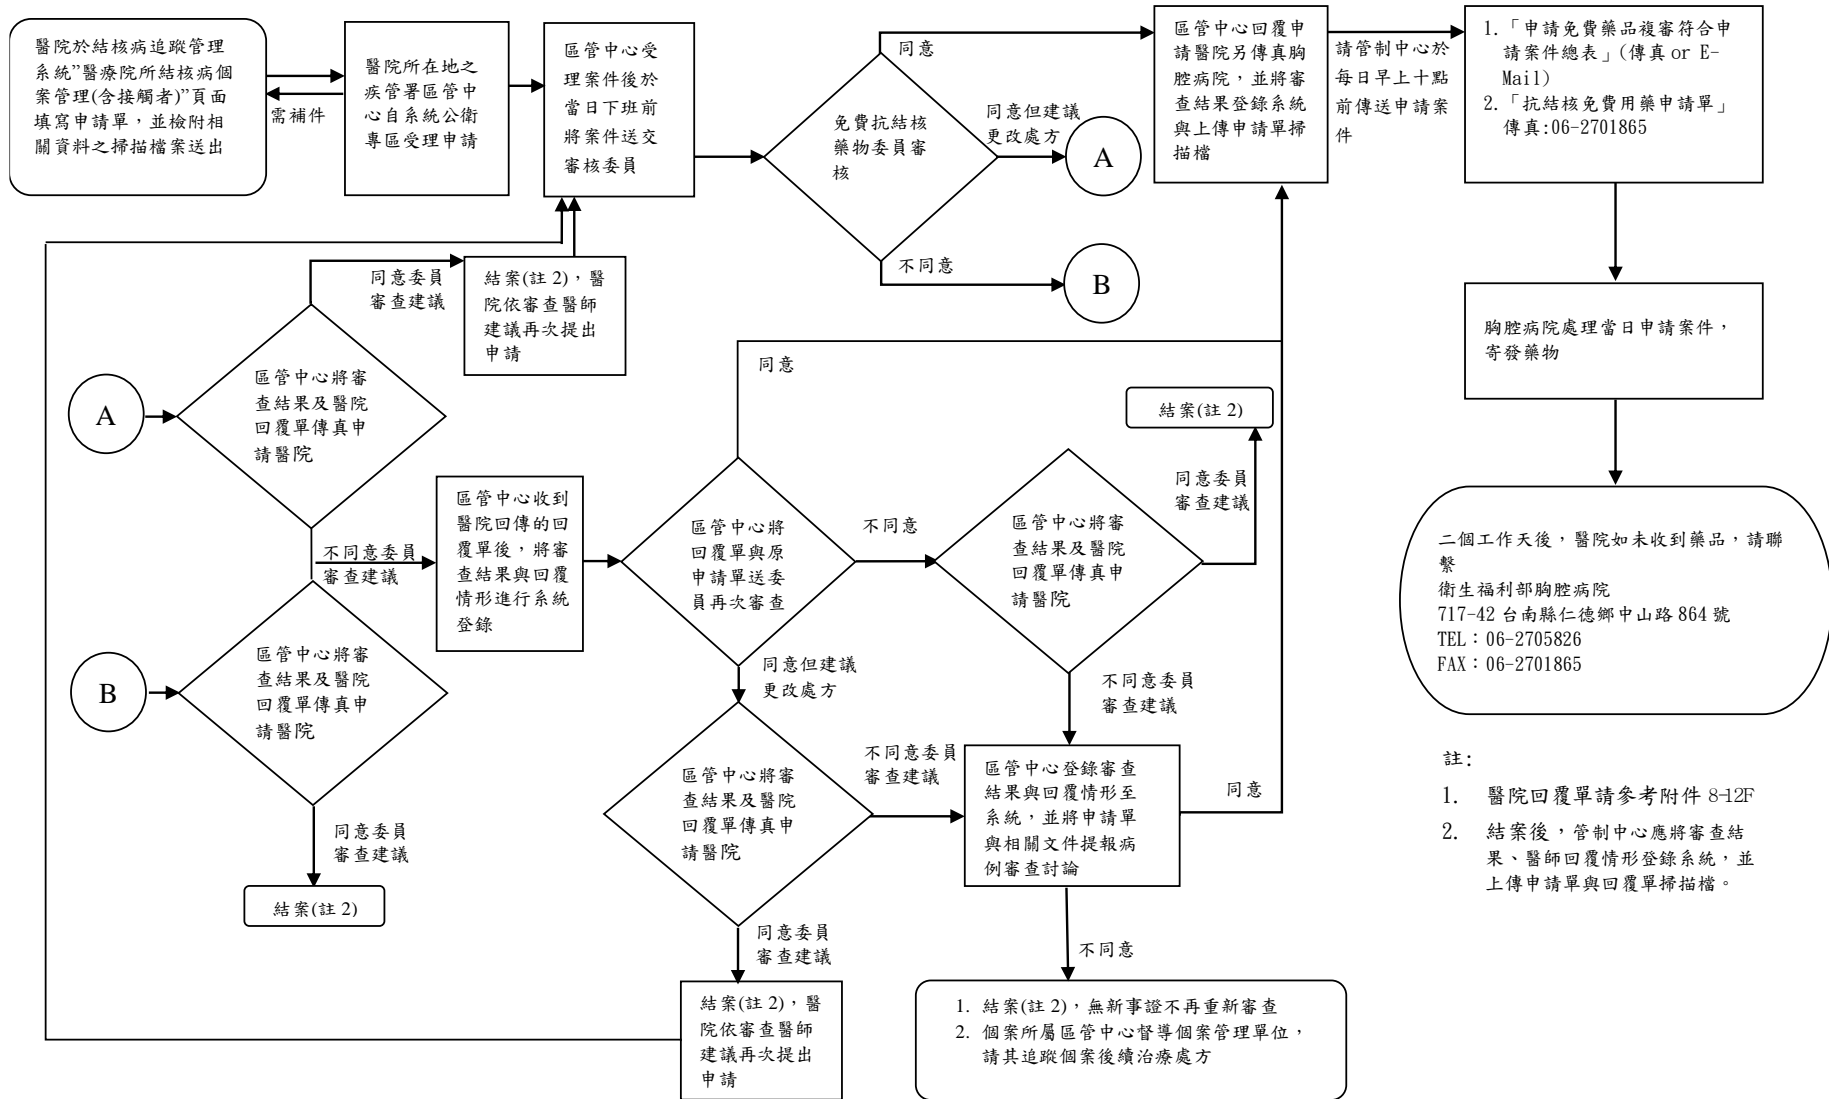 醫院於結核病追蹤管理
系統”醫療院所結核病個
案管理(含接觸者)”頁面
填寫申請單，並檢附相
關資料之掃描檔案送出
需補件
醫院所在地之
疾管署區管中
心自系統公衛
專區受理申請
區管中心受
理案件後於
當日下班前
將案件送交
審核委員
免費抗結核
藥物委員審
核
同意
同意但建議
更改處方
A
不同意
B
區管中心回覆申
請醫院另傳真胸
腔病院，並將審
查結果登錄系統
與上傳申請單掃
描檔
請管制中心於
每日早上十點
前傳送申請案
件
1.「申請免費藥品複審符合申
請案件總表」(傳真 or E-
Mail)
2.「抗結核免費用藥申請單」
傳真:06-2701865
胸腔病院處理當日申請案件，
寄發藥物
二個工作天後，醫院如未收到藥品，請聯
繫
衛生福利部胸腔病院
717-42 台南縣仁德鄉中山路 864 號
TEL：06-2705826
FAX：06-2701865
A
區管中心將審
查結果及醫院
回覆單傳真申
請醫院
同意委員
審查建議
結案(註 2)，醫
院依審查醫師
建議再次提出
申請
不同意委員
審查建議
B
區管中心將審
查結果及醫院
回覆單傳真申
請醫院
同意委員
審查建議
結案(註 2)
區管中心收到
醫院回傳的回
覆單後，將審
查結果與回覆
情形進行系統
登錄
區管中心將
回覆單與原
申請單送委
員再次審查
同意
不同意
區管中心將審
查結果及醫院
回覆單傳真申
請醫院
同意委員
審查建議
結案(註 2)
不同意委員
審查建議
同意但建議
更改處方
區管中心將審
查結果及醫院
回覆單傳真申
請醫院
不同意委員
審查建議
區管中心登錄審查
結果與回覆情形至
系統，並將申請單
與相關文件提報病
例審查討論
同意
同意委員
審查建議
結案(註 2)，醫
院依審查醫師
建議再次提出
申請
不同意
1. 結案(註 2)，無新事證不再重新審查
2. 個案所屬區管中心督導個案管理單位，
請其追蹤個案後續治療處方
註:
1. 醫院回覆單請參考附件 8-12F
2. 結案後，管制中心應將審查結
果、醫師回覆情形登錄系統，並
上傳申請單與回覆單掃描檔。